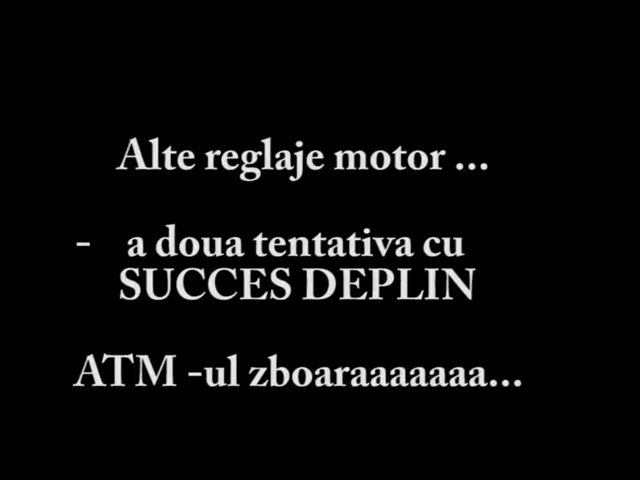 Alte reglaje motor ...
- a doua tentativa cu
SUCCES DEPLIN
ATM -ul zboaraaaaaaa...